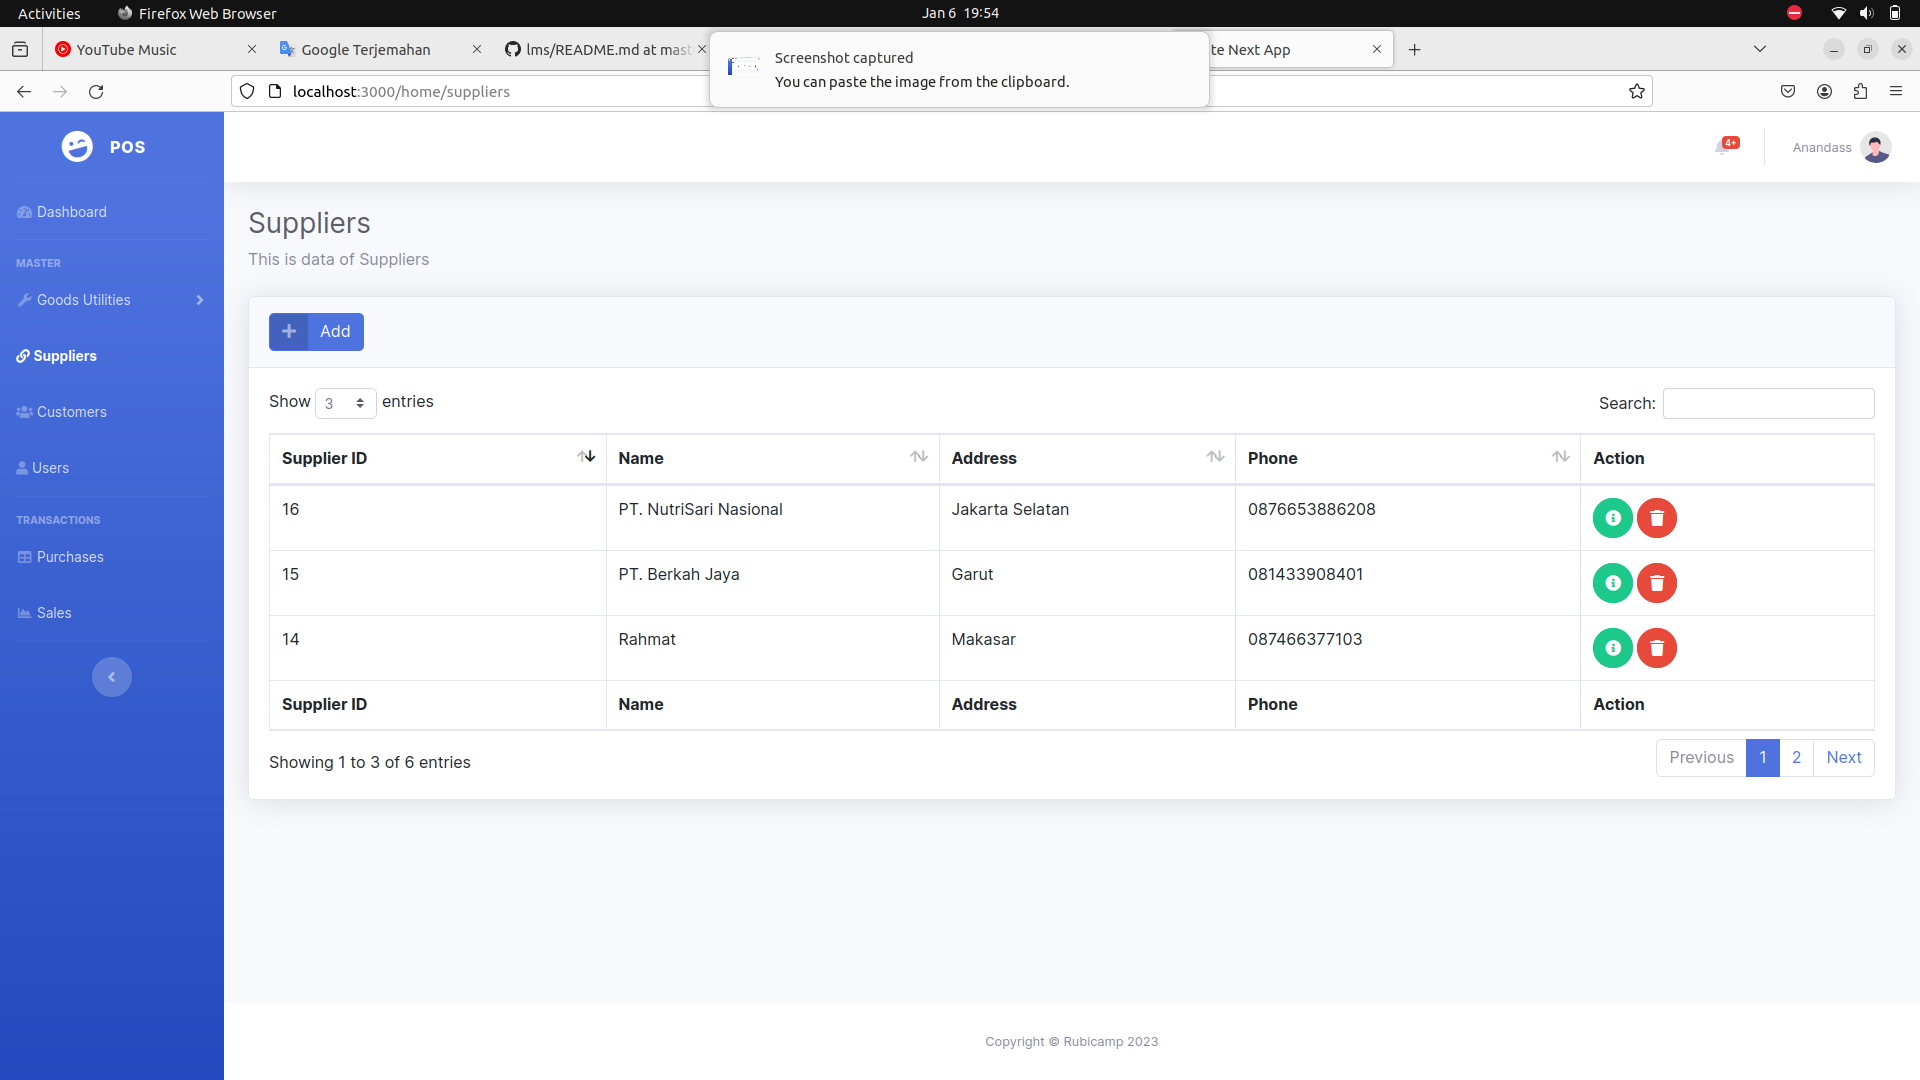 Activities
Firefox Web Browser
Jan 6 19:54
YouTube Music
Google Terjemahan
lms/README.md at mast
te Next App
Screenshot captured
You can paste the image from the clipboard.
localhost:3000/home/suppliers
POS
4+
Anandass
Dashboard
MASTER
Goods Utilities
Suppliers
Customers
Users
TRANSACTIONS
Purchases
Sales
Suppliers
This is data of Suppliers
Add
Show 3 entries
Search:
Supplier ID Name Address Phone Action
16 PT. NutriSari Nasional Jakarta Selatan 0876653886208
15 PT. Berkah Jaya Garut 081433908401
14 Rahmat Makasar 087466377103
Supplier ID Name Address Phone Action
Showing 1 to 3 of 6 entries
Previous 1 2 Next
Copyright © Rubicamp 2023